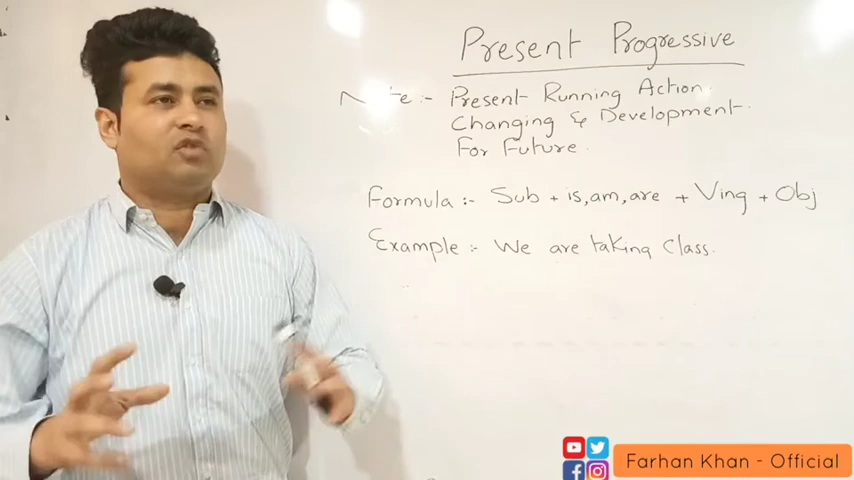 Present Progressive
Note :- Present Running Action
Changing & Development.
For Future.
Formula :- Sub + is,am,are + Ving + Obj
Example :- We are taking Class.
Farhan Khan - Official